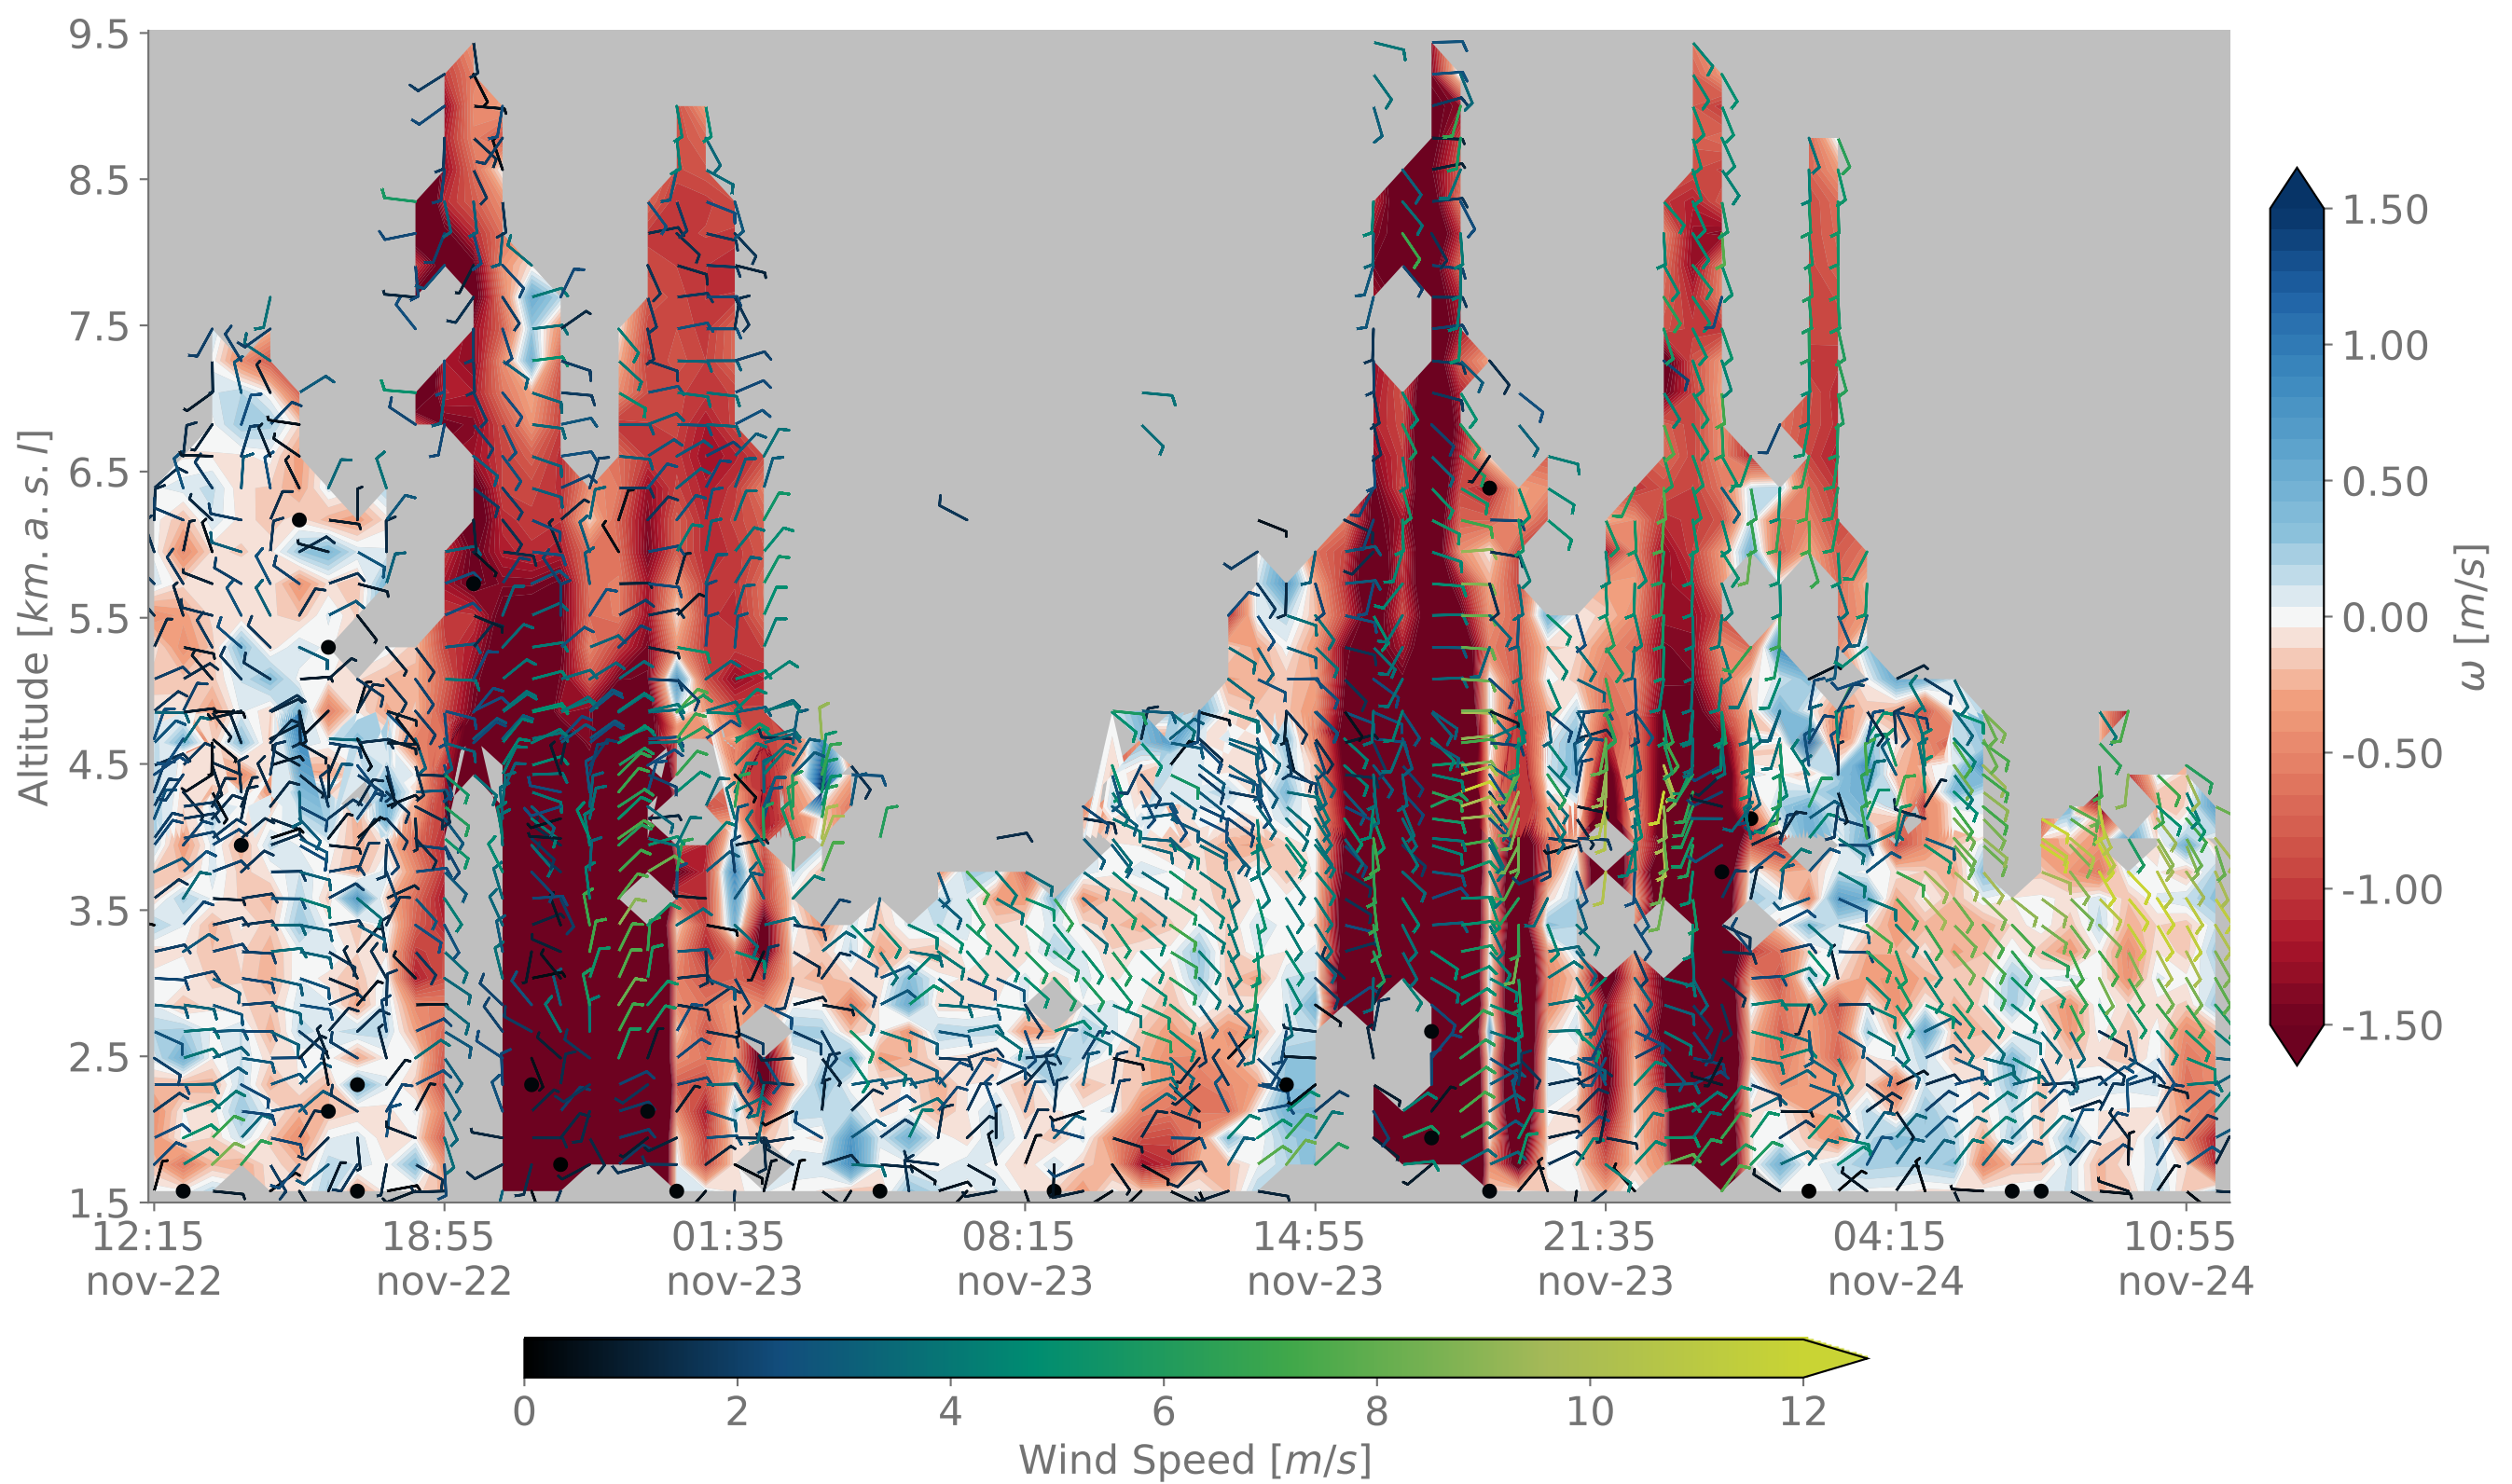 9.5
8.5
7.5
6.5
5.5
4.5
3.5
2.5
1.5
Altitude [km. a. s. l]
12:15
nov-22
18:55
nov-22
01:35
nov-23
08:15
nov-23
14:55
nov-23
21:35
nov-23
04:15
nov-24
10:55
nov-24
1.50
1.00
0.50
0.00
-0.50
-1.00
-1.50
ω [m/s]
0 2 4 6 8 10 12
Wind Speed [m/s]